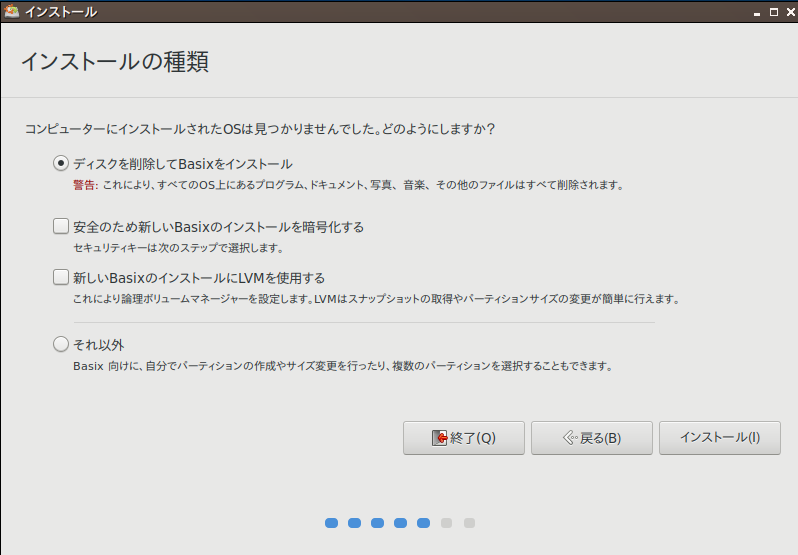 インストール
インストールの種類
コンピューターにインストールされたOSは見つかりませんでした。どのようにしますか?
ディスクを削除してBasixをインストール
警告: これにより、すべてのOS上にあるプログラム、ドキュメント、写真、音楽、その他のファイルはすべて削除されます。
安全のため新しいBasixのインストールを暗号化する
セキュリティキーは次のステップで選択します。
新しいBasixのインストールにLVMを使用する
これにより論理ボリュームマネージャーを設定します。LVMはスナップショットの取得やパーティションサイズの変更が簡単に行えます。
それ以外
Basix 向けに、自分でパーティションの作成やサイズ変更を行ったり、複数のパーティションを選択することもできます。
終了(Q) 戻る(B) インストール(I)